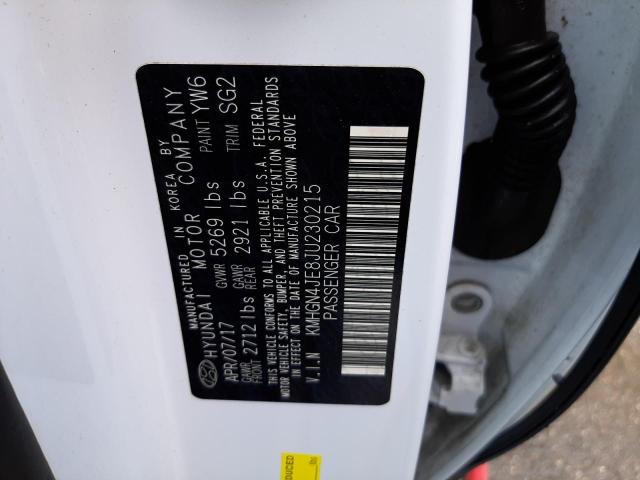 MANUFACTURED IN KOREA BY
HYUNDAI MOTOR COMPANY
APR/07/17 GVWR 5269 lbs PAINT YW6
GAWR FRONT 2712 lbs GAWR REAR 2921 lbs TRIM SG2
THIS VEHICLE CONFORMS TO ALL APPLICABLE U.S.A. FEDERAL
MOTOR VEHICLE SAFETY, BUMPER, AND THEFT PREVENTION STANDARDS
IN EFFECT ON THE DATE OF MANUFACTURE SHOWN ABOVE
V.I.N KMHGN4JE8JU230215
PASSENGER CAR
DUCED